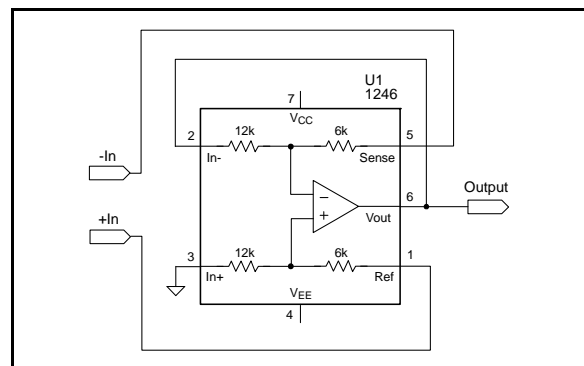 U1
1246
7
VCC
2
12k
6k
5
In-
Sense
-In
−
Output
6
+
Vout
+In
3
12k
6k
1
In+
Ref
VEE
4